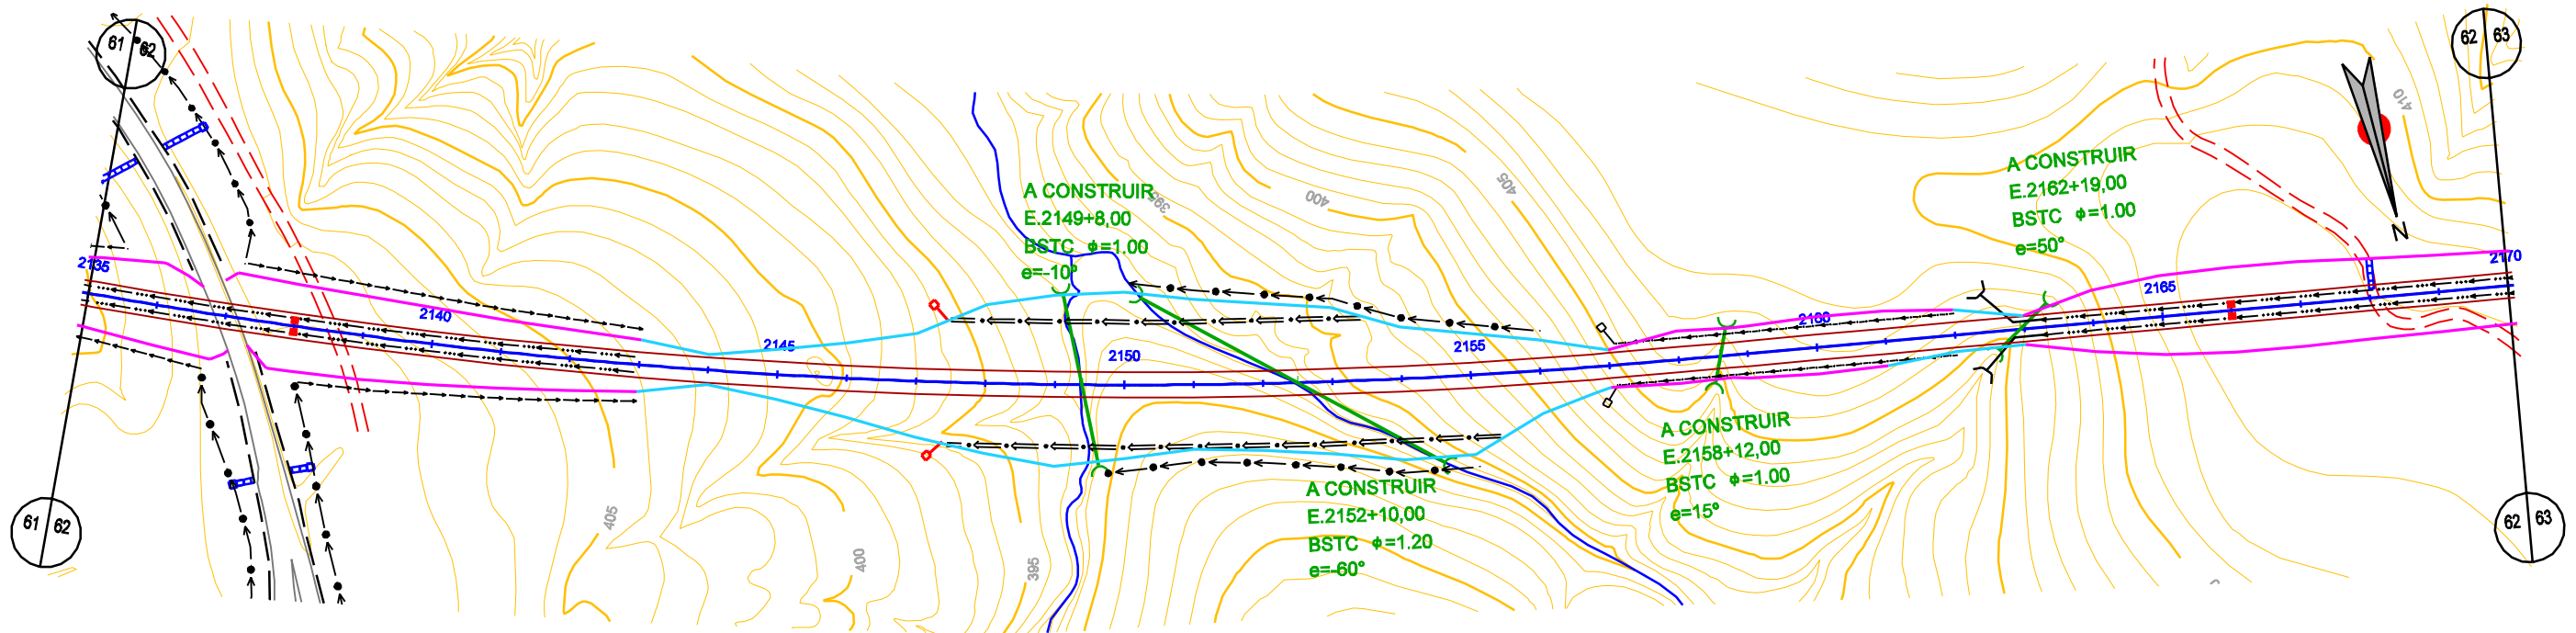 61 62
62 63
410
A CONSTRUIR
E.2162+19,00
BSTC ϕ=1.00
e=50°
405
400
395
A CONSTRUIR
E.2149+8,00
BSTC ϕ=1.00
e=-10°
N
2135
2140
2145
2150
2155
2160
2165
2170
A CONSTRUIR
E.2158+12,00
BSTC ϕ=1.00
e=15°
A CONSTRUIR
E.2152+10,00
BSTC ϕ=1.20
e=-60°
405
400
395
61 62
62 63